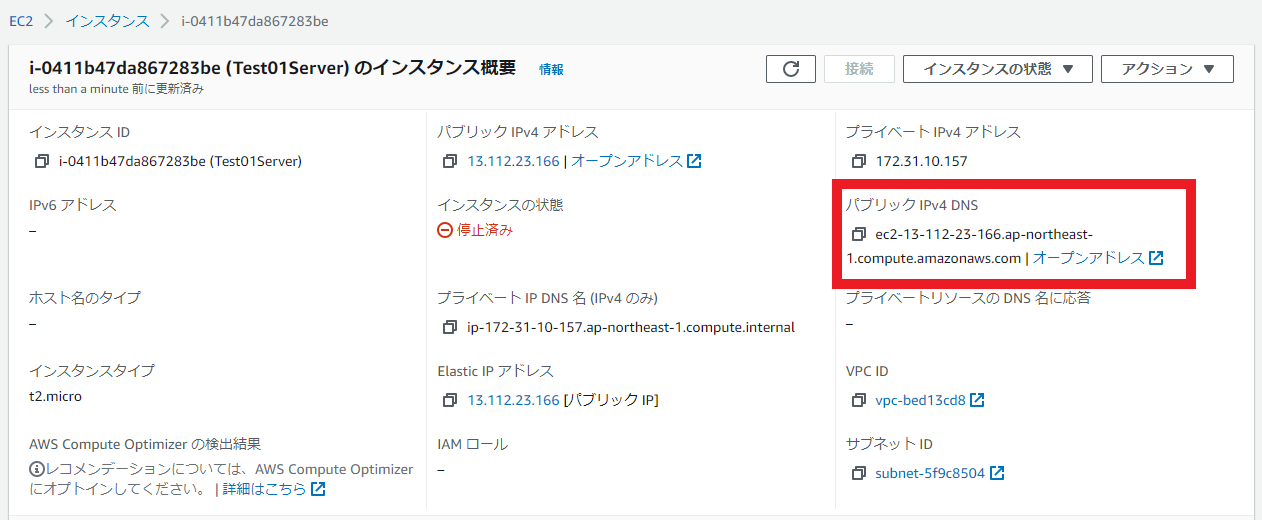 EC2 > インスタンス > i-0411b47da867283be
i-0411b47da867283be (Test01Server) のインスタンス概要 情報
less than a minute 前に更新済み
接続 インスタンスの状態 ▼ アクション ▼
インスタンス ID
i-0411b47da867283be (Test01Server)
パブリック IPv4 アドレス
13.112.23.166 | オープンアドレス
プライベート IPv4 アドレス
172.31.10.157
IPv6 アドレス
–
インスタンスの状態
停止済み
パブリック IPv4 DNS
ec2-13-112-23-166.ap-northeast-
1.compute.amazonaws.com | オープンアドレス
ホスト名のタイプ
–
プライベート IP DNS 名 (IPv4 のみ)
ip-172-31-10-157.ap-northeast-1.compute.internal
プライベートリソースの DNS 名に応答
–
インスタンスタイプ
t2.micro
Elastic IP アドレス
13.112.23.166 [パブリック IP]
VPC ID
vpc-bed13cd8
AWS Compute Optimizer の検出結果
レコメンデーションについては、AWS Compute Optimizer
にオプトインしてください。 | 詳細はこちら
IAM ロール
–
サブネット ID
subnet-5f9c8504